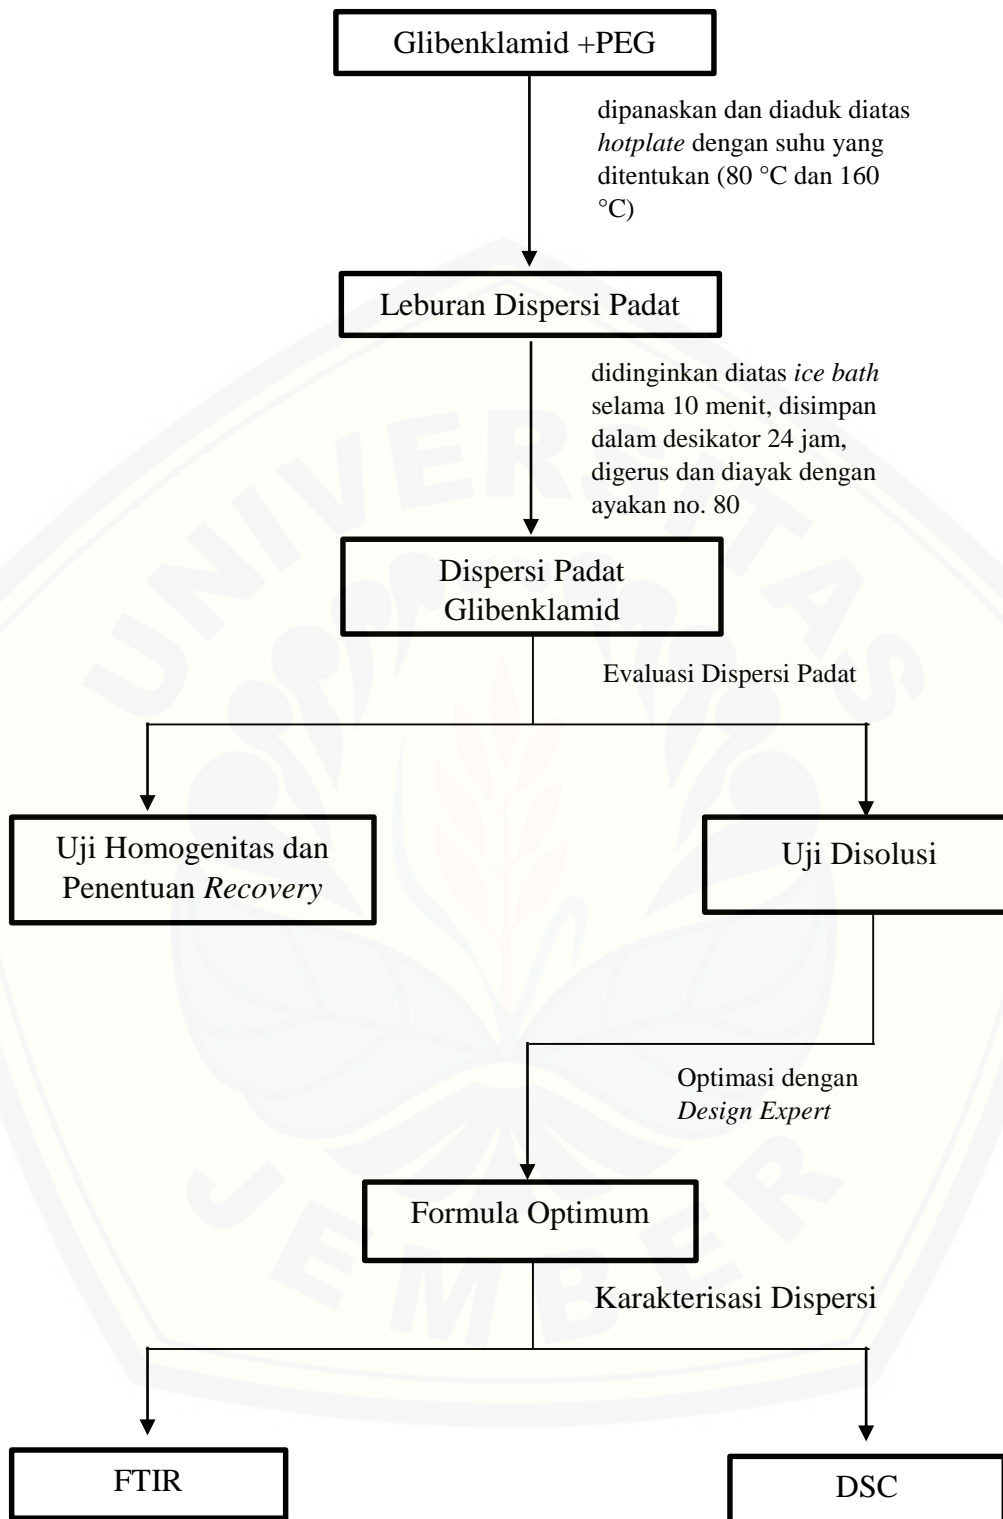 Glibenklamid +PEG
dipanaskan dan diaduk diatas
hotplate dengan suhu yang
ditentukan (80 °C dan 160
°C)
Leburan Dispersi Padat
didinginkan diatas ice bath
selama 10 menit, disimpan
dalam desikator 24 jam,
digerus dan diayak dengan
ayakan no. 80
Dispersi Padat
Glibenklamid
Evaluasi Dispersi Padat
Uji Homogenitas dan
Penentuan Recovery
Uji Disolusi
Optimasi dengan
Design Expert
Formula Optimum
Karakterisasi Dispersi
FTIR
DSC
UNIVERSITAS
JEMBER